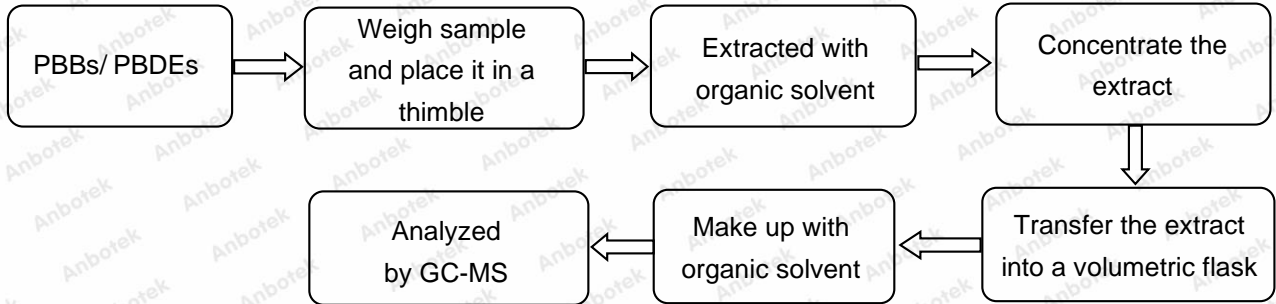 PBBs/ PBDEs
Weigh sample
and place it in a
thimble
Extracted with
organic solvent
Concentrate the
extract
Transfer the extract
into a volumetric flask
Make up with
organic solvent
Analyzed
by GC-MS
Anbotek